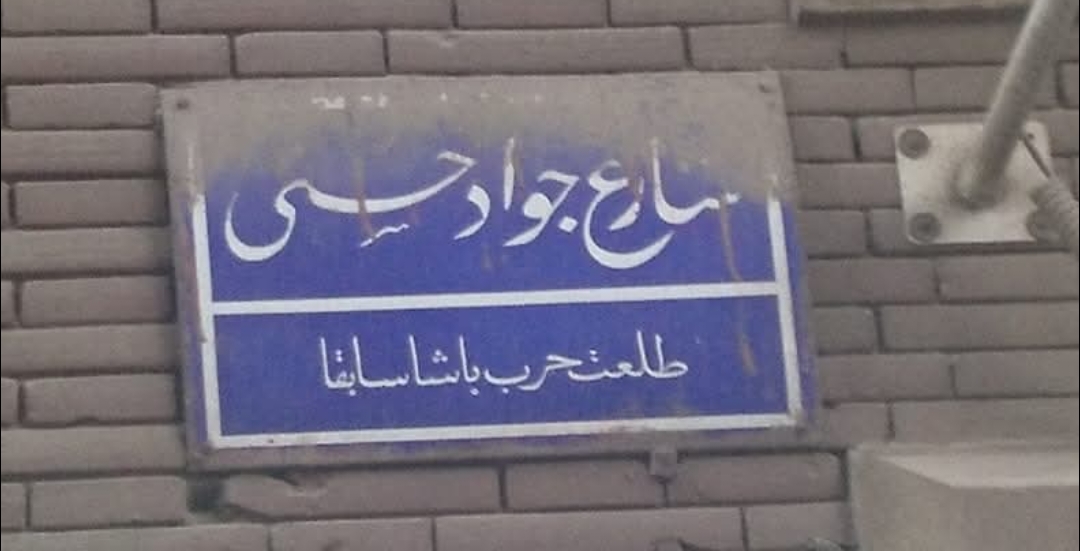 شارع جواد حسنى
طلعت حرب باشا سابقا